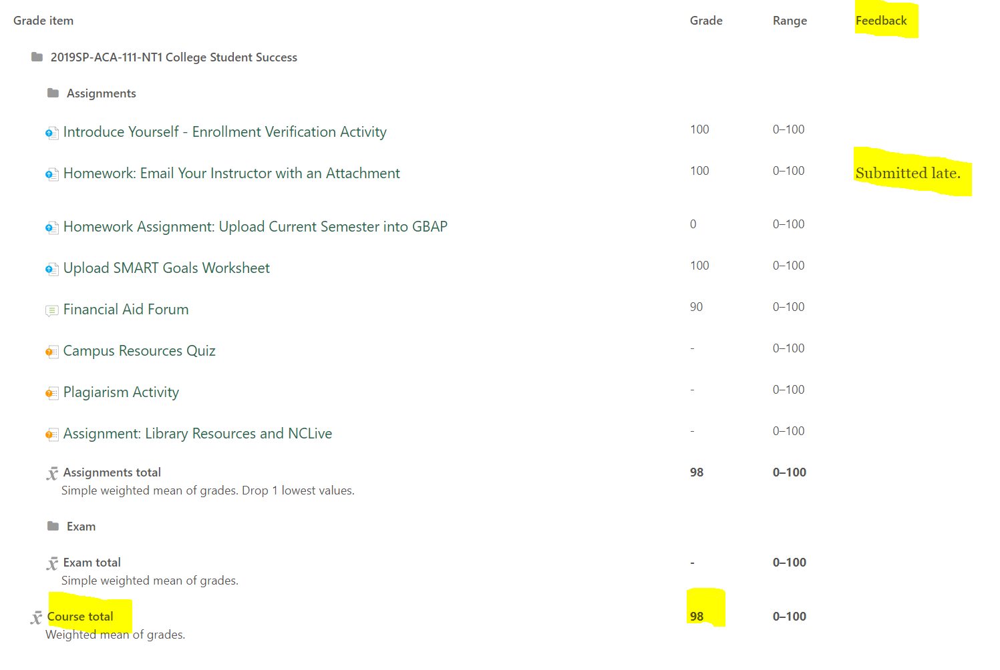 Grade item Grade Range Feedback
2019SP-ACA-111-NT1 College Student Success
Assignments
Introduce Yourself - Enrollment Verification Activity 100 0–100
Homework: Email Your Instructor with an Attachment 100 0–100 Submitted late.
Homework Assignment: Upload Current Semester into GBAP 0 0–100
Upload SMART Goals Worksheet 100 0–100
Financial Aid Forum 90 0–100
Campus Resources Quiz - 0–100
Plagiarism Activity - 0–100
Assignment: Library Resources and NCLive - 0–100
x̄ Assignments total 98 0–100
Simple weighted mean of grades. Drop 1 lowest values.
Exam
x̄ Exam total - 0–100
Simple weighted mean of grades.
x̄ Course total 98 0–100
Weighted mean of grades.